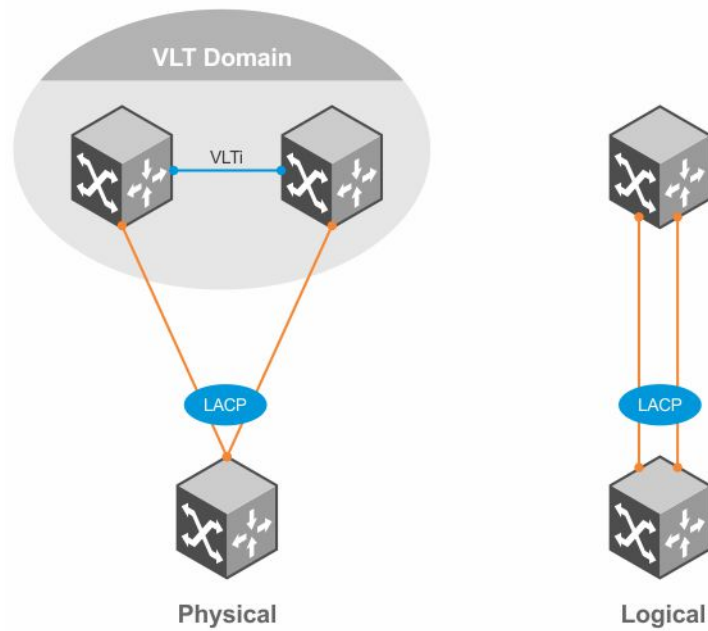 VLT Domain
VLTi
LACP
LACP
Physical
Logical